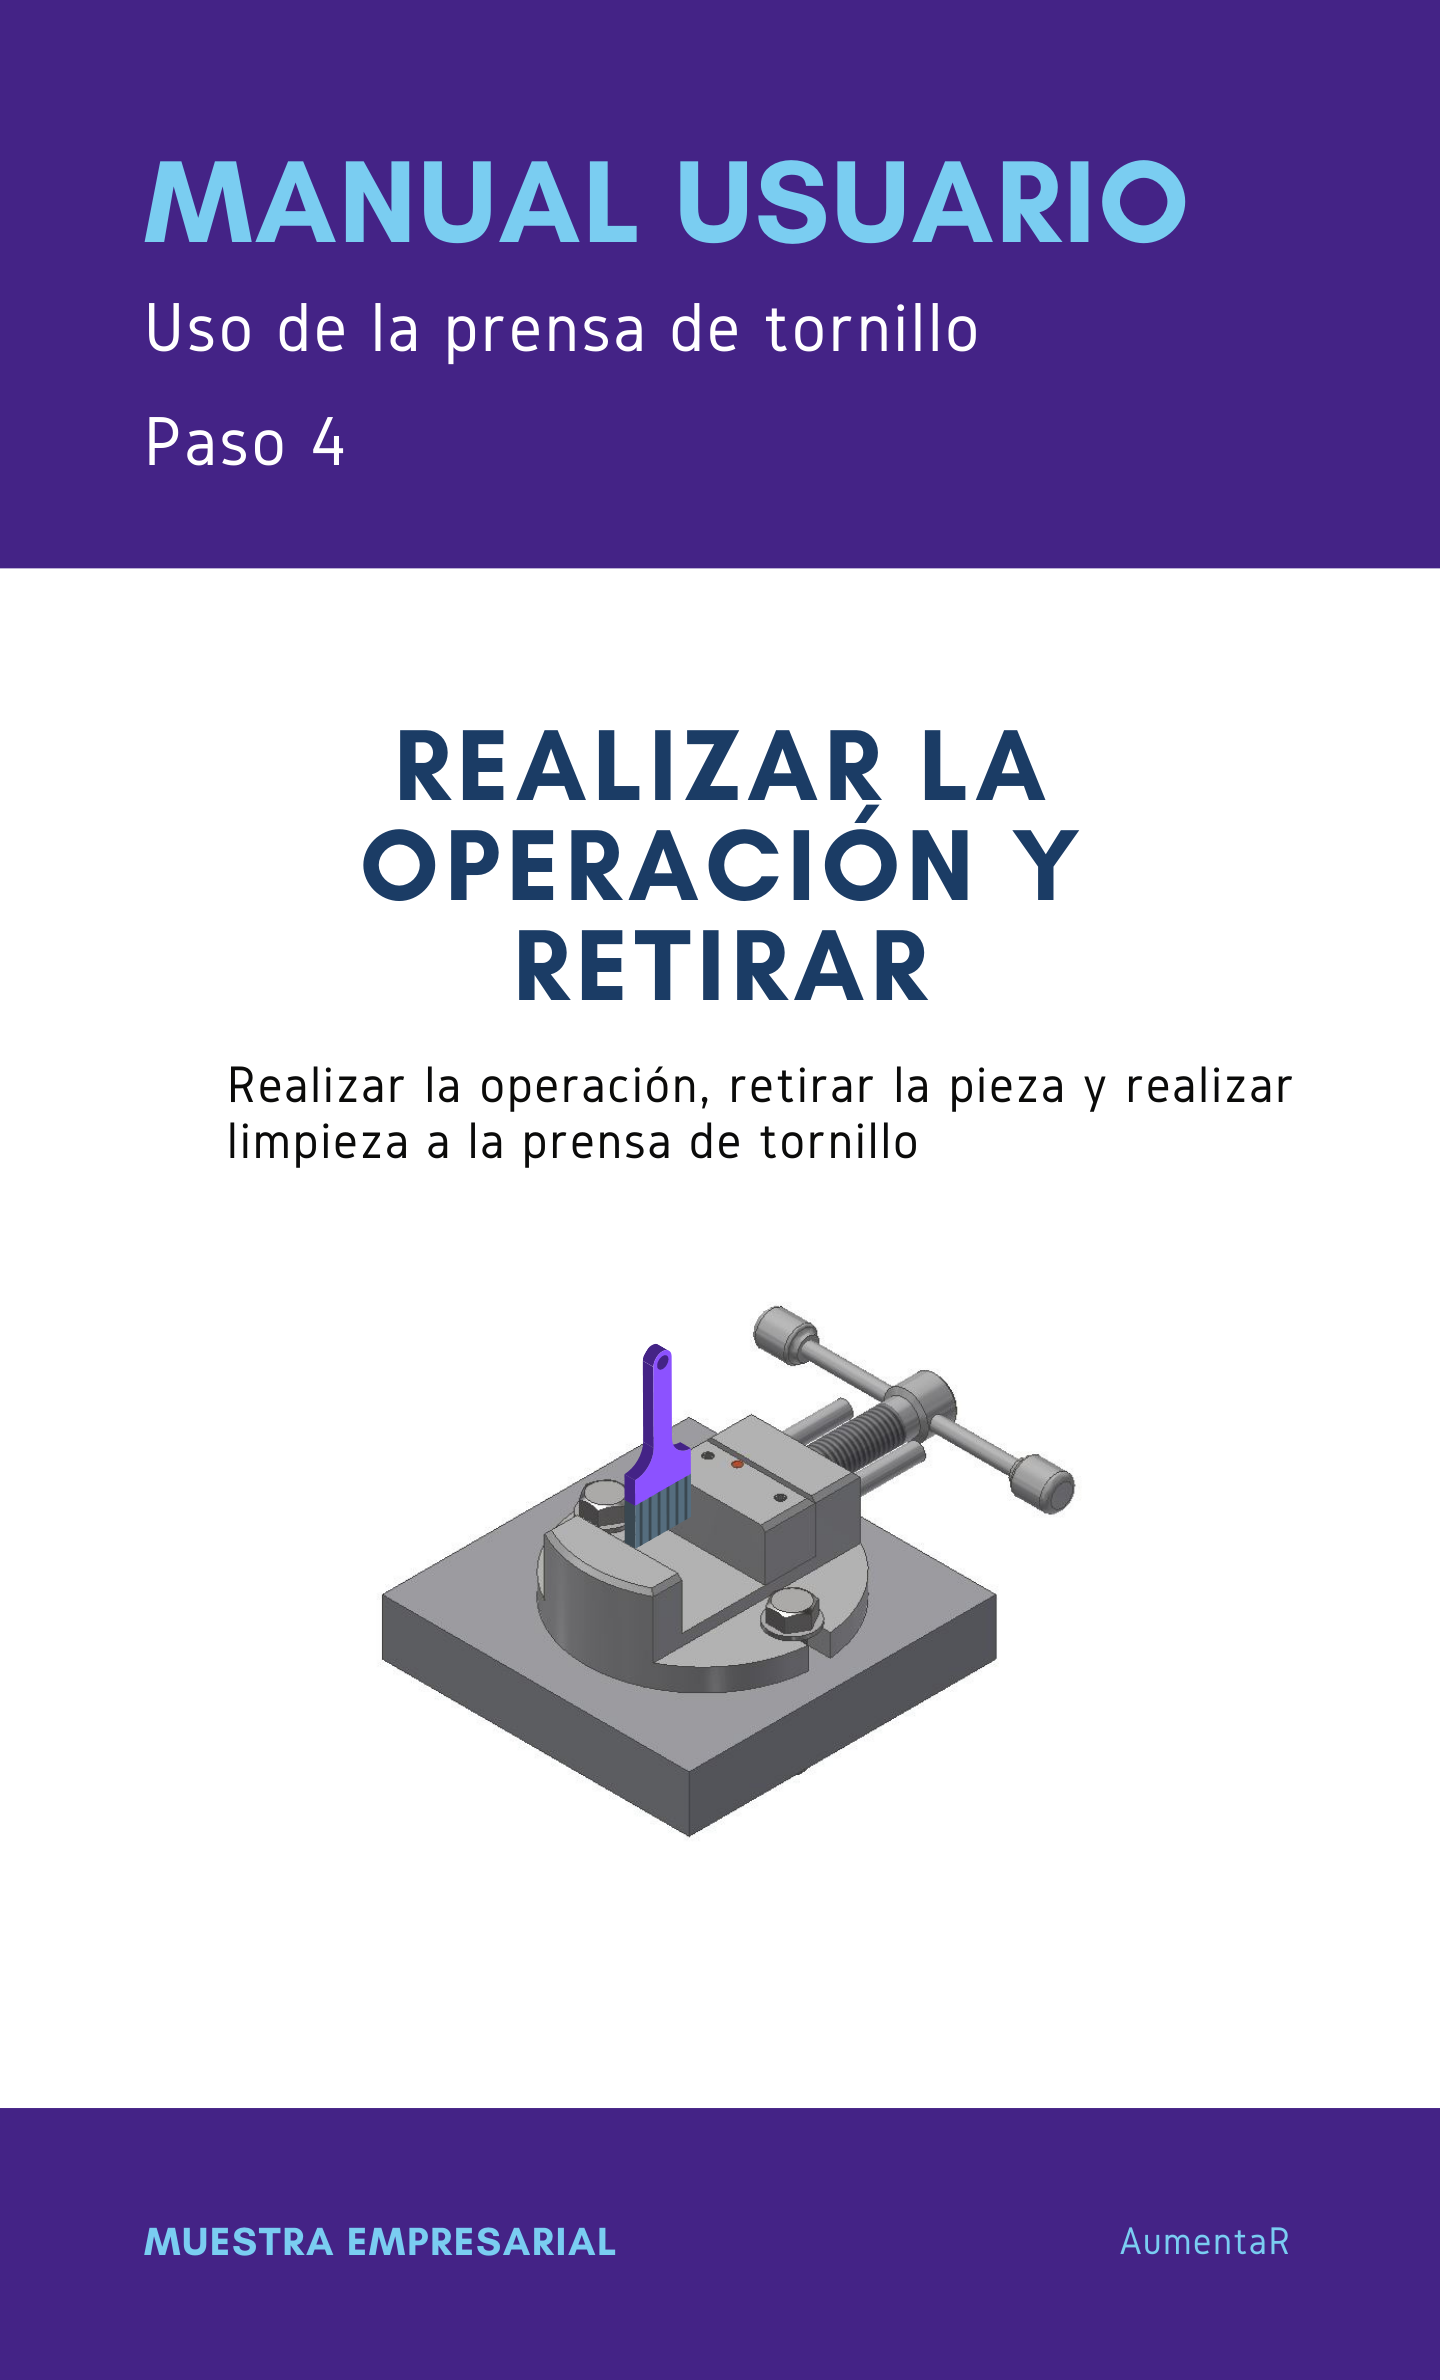 MANUAL USUARIO
Uso de la prensa de tornillo
Paso 4
REALIZAR LA
OPERACIÓN Y
RETIRAR
Realizar la operación, retirar la pieza y realizar
limpieza a la prensa de tornillo
MUESTRA EMPRESARIAL
AumentaR